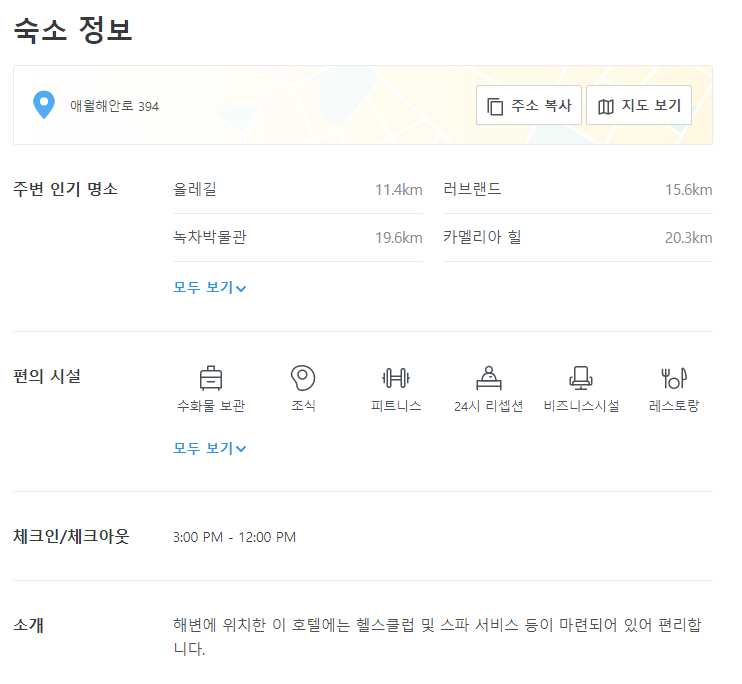 숙소 정보
애월해안로 394
주소 복사
지도 보기
주변 인기 명소
올레길 11.4km
러브랜드 15.6km
녹차박물관 19.6km
카멜리아 힐 20.3km
모두 보기
편의 시설
수화물 보관
조식
피트니스
24시 리셉션
비즈니스시설
레스토랑
모두 보기
체크인/체크아웃
3:00 PM - 12:00 PM
소개
해변에 위치한 이 호텔에는 헬스클럽 및 스파 서비스 등이 마련되어 있어 편리합
니다.